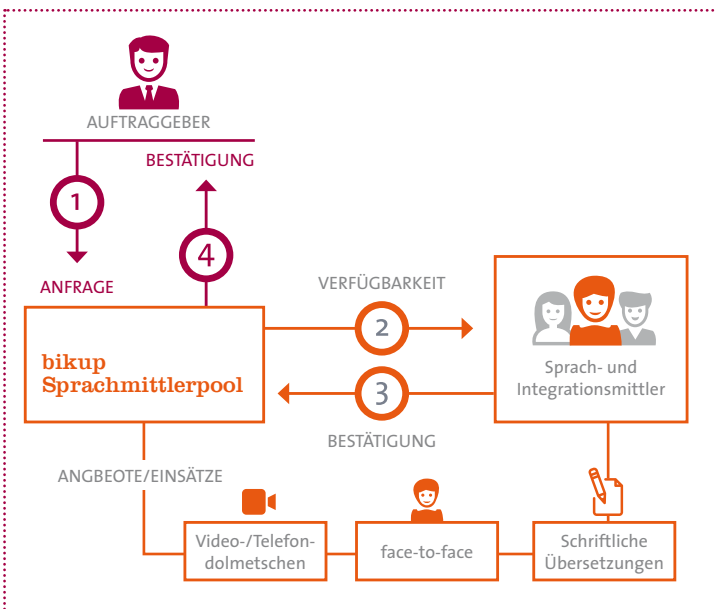 AUFTRAGGEBER
BESTÄTIGUNG
1
4
ANFRAGE
VERFÜGBARKEIT
2
bikup
Sprachmittlerpool
3
BESTÄTIGUNG
Sprach- und
Integrationsmittler
ANGBEOTE/EINSÄTZE
Video-/Telefon-
dolmetschen
face-to-face
Schriftliche
Übersetzungen